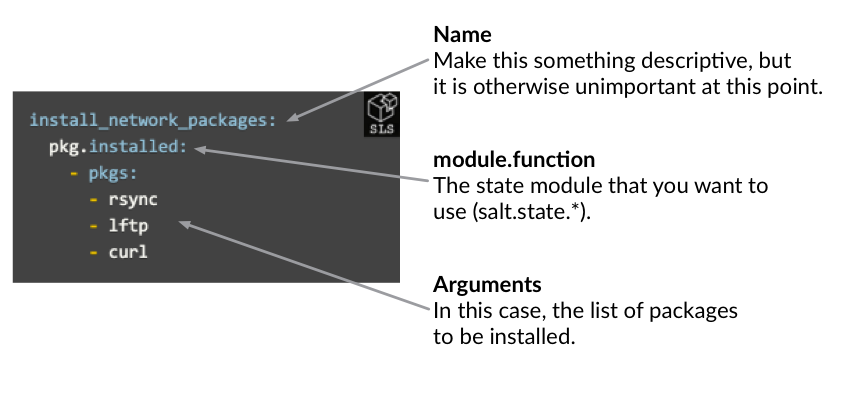 Name
Make this something descriptive, but
it is otherwise unimportant at this point.
install_network_packages:
SLS
pkg.installed:
- pkgs:
- rsync
- lftp
- curl
module.function
The state module that you want to
use (salt.state.*).
Arguments
In this case, the list of packages
to be installed.